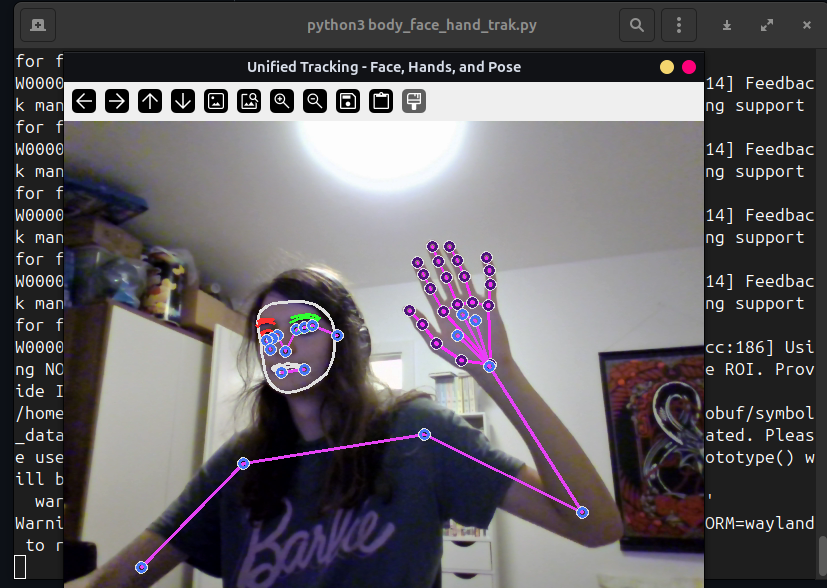 python3 body_face_hand_trak.py
Unified Tracking - Face, Hands, and Pose
for f
W0000 14] Feedbac
k man ng support
for f
W0000 14] Feedbac
k man ng support
for f
W0000 14] Feedbac
k man ng support
for f
W0000 14] Feedbac
k man ng support
for f
W0000 cc:186] Usi
ng NO e ROI. Prov
ide I
/home obuf/symbol
_data ated. Pleas
e use ototype() w
ill b
war '
Warni ORM=wayland
to r
Barkie